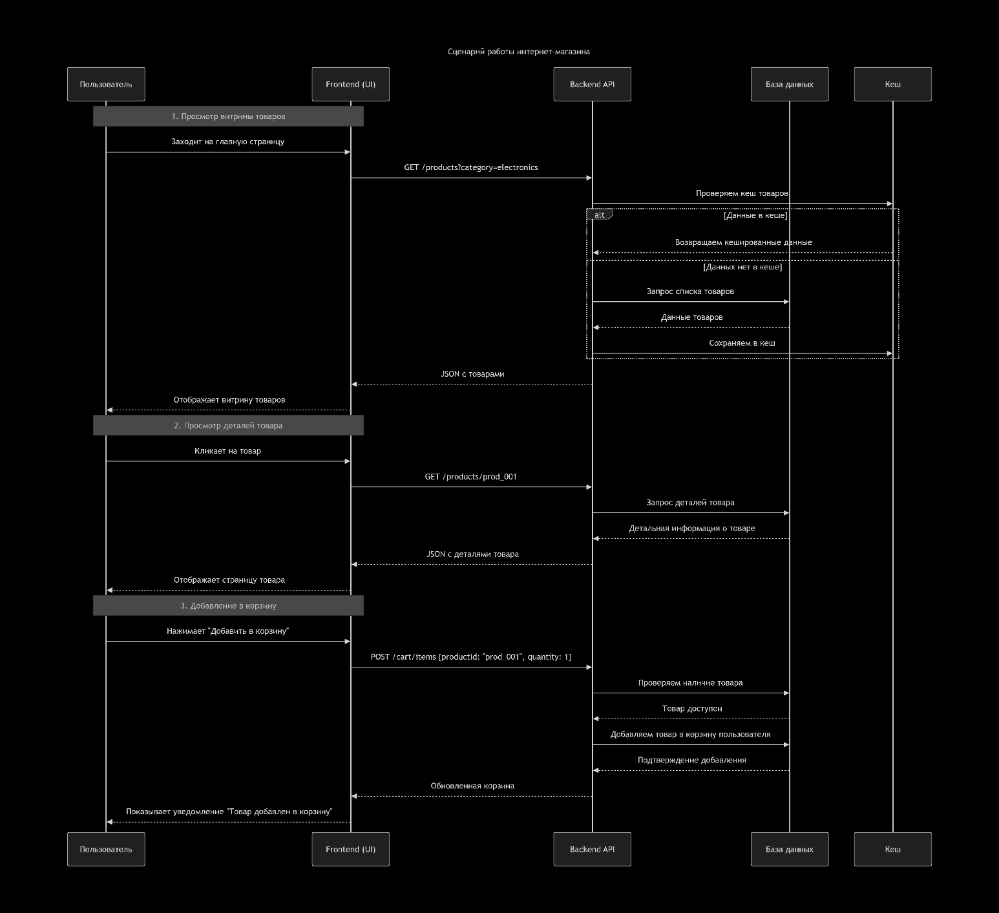 Сценарий работы интернет-магазина
Пользователь
Frontend (UI)
Backend API
База данных
Кеш
1. Просмотр витрины товаров
Заходит на главную страницу
GET /products?category=electronics
Проверяем кеш товаров
alt
[Данные в кеше]
Возвращаем кешированные данные
[Данных нет в кеше]
Запрос списка товаров
Данные товаров
Сохраняем в кеш
JSON с товарами
Отображает витрину товаров
2. Просмотр деталей товара
Кликает на товар
GET /products/prod_001
Запрос деталей товара
Детальная информация о товаре
JSON с деталями товара
Отображает страницу товара
3. Добавление в корзину
Нажимает "Добавить в корзину"
POST /cart/items {productId: "prod_001", quantity: 1}
Проверяем наличие товара
Товар доступен
Добавляем товар в корзину пользователя
Подтверждение добавления
Обновленная корзина
Показывает уведомление "Товар добавлен в корзину"
Пользователь
Frontend (UI)
Backend API
База данных
Кеш